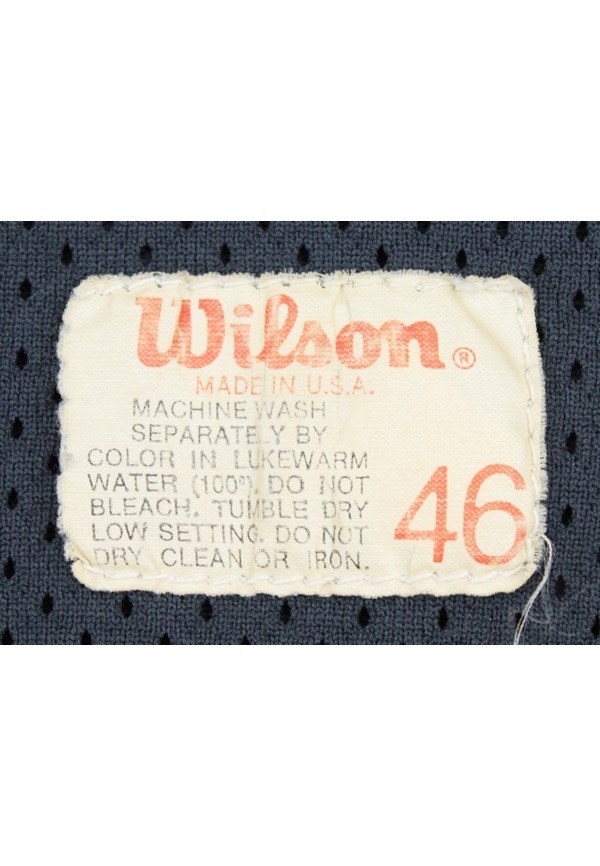 Wilson®
MADE IN U.S.A.
MACHINE WASH
SEPARATELY BY
COLOR IN LUKEWARM
WATER (100°) DO NOT
BLEACH. TUMBLE DRY
LOW SETTING. DO NOT
DRY CLEAN OR IRON.
46